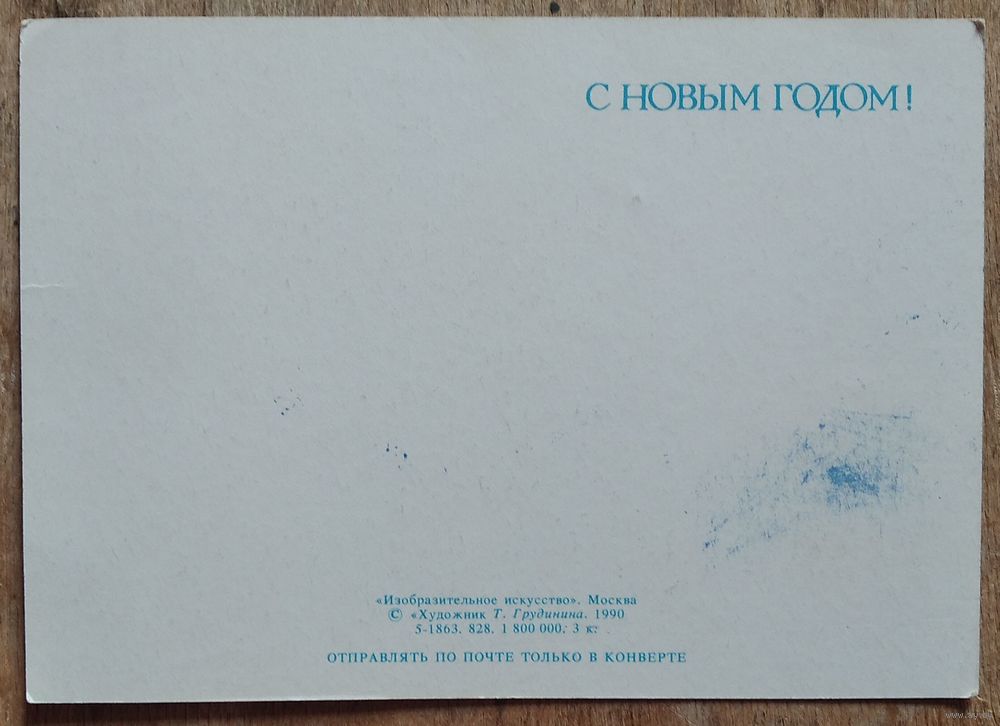 С НОВЫМ ГОДОМ!
«Изобразительное искусство». Москва
© «Художник Т. Грудинина. 1990
5-1863. 828. 1 800 000. 3 к.
ОТПРАВЛЯТЬ ПО ПОЧТЕ ТОЛЬКО В КОНВЕРТЕ